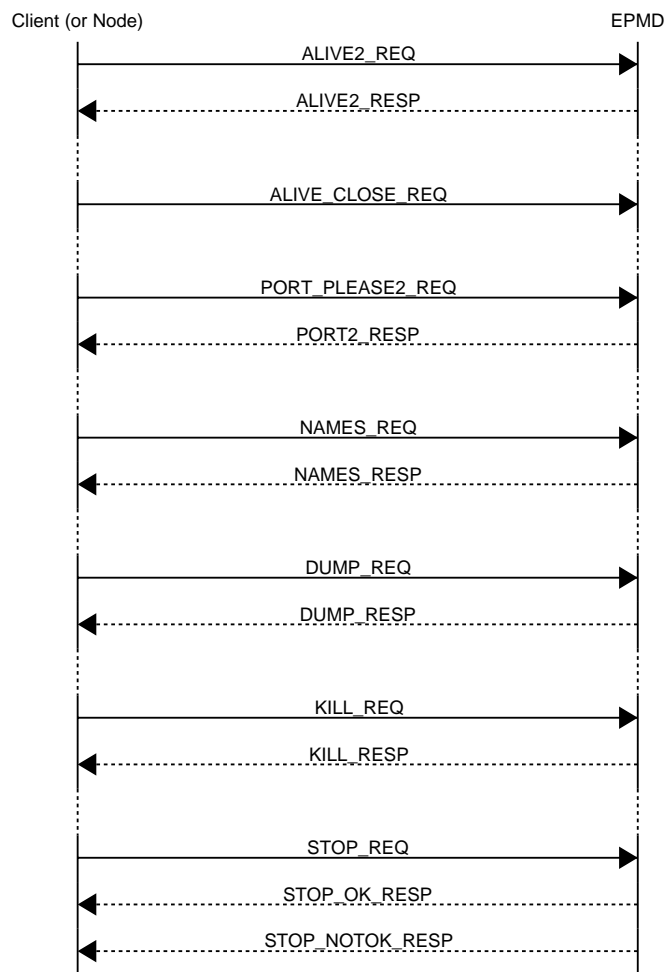 Client (or Node) EPMD
ALIVE2_REQ
ALIVE2_RESP
ALIVE_CLOSE_REQ
PORT_PLEASE2_REQ
PORT2_RESP
NAMES_REQ
NAMES_RESP
DUMP_REQ
DUMP_RESP
KILL_REQ
KILL_RESP
STOP_REQ
STOP_OK_RESP
STOP_NOTOK_RESP